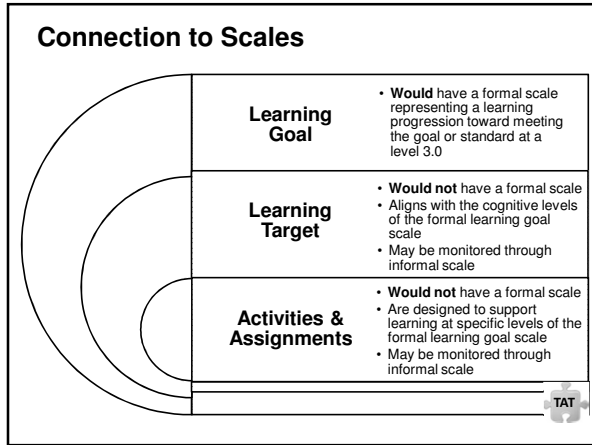 Connection to Scales
Learning
Goal
• Would have a formal scale
representing a learning
progression toward meeting
the goal or standard at a
level 3.0
Learning
Target
• Would not have a formal scale
• Aligns with the cognitive levels
of the formal learning goal
scale
• May be monitored through
informal scale
Activities &
Assignments
• Would not have a formal scale
• Are designed to support
learning at specific levels of the
formal learning goal scale
• May be monitored through
informal scale
TAT